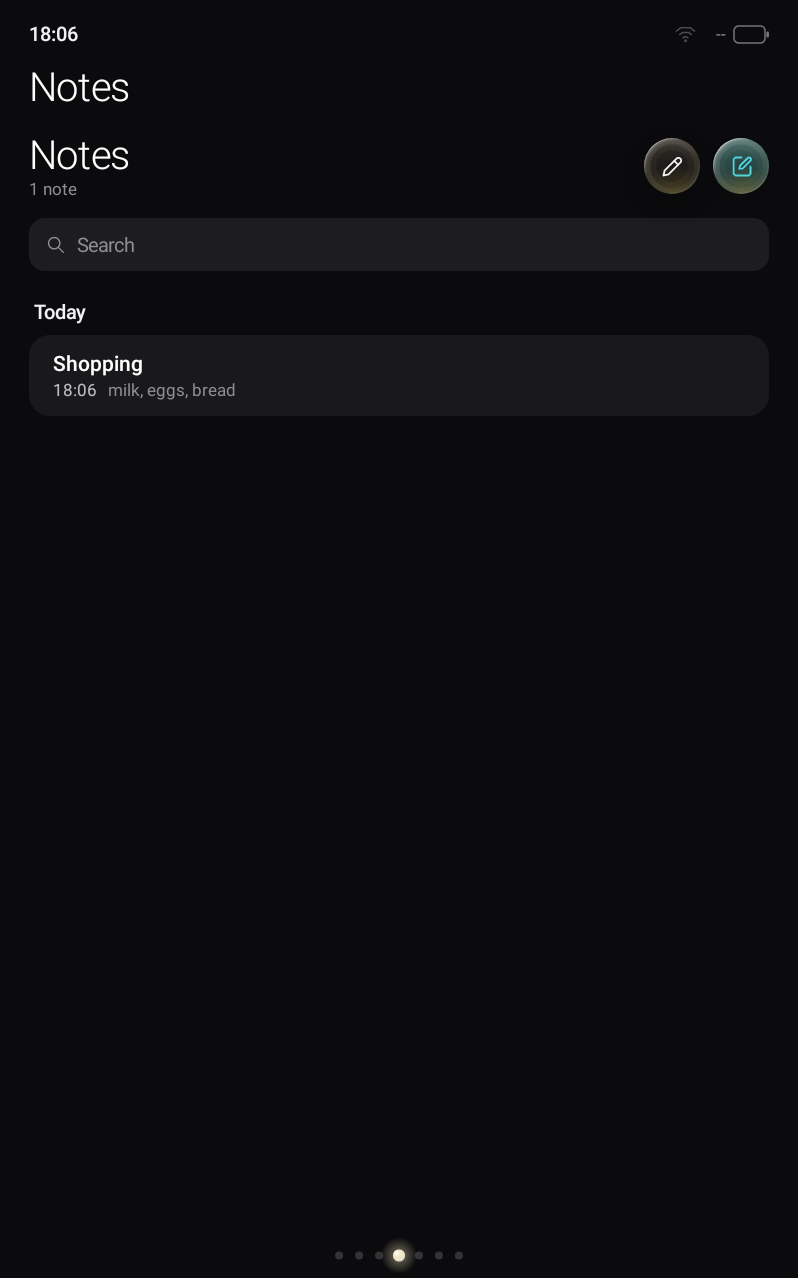 18:06
--
Notes
Notes
1 note
Search
Today
Shopping
18:06 milk, eggs, bread